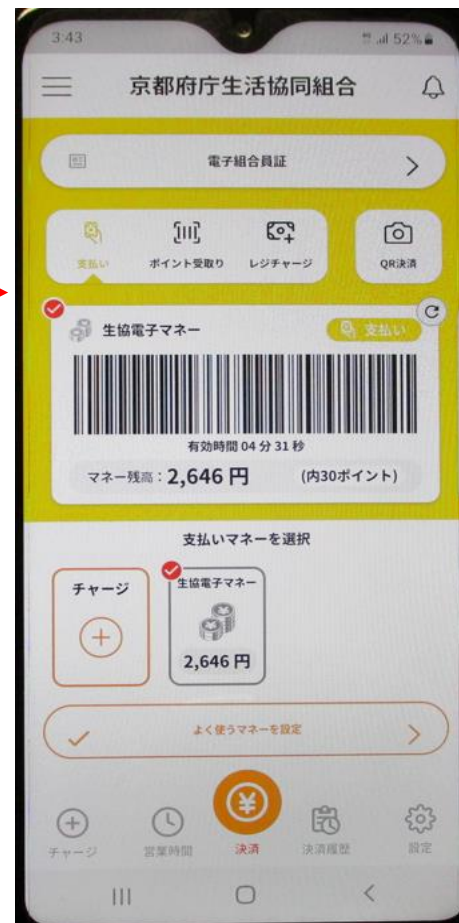 3:43 52%
京都府庁生活協同組合
電子組合員証
支払い ポイント受取り レジチャージ QR決済
生協電子マネー 支払い
有効時間 04 分 31 秒
マネー残高：2,646 円 (内30ポイント)
支払いマネーを選択
チャージ 生協電子マネー
2,646 円
よく使うマネーを設定
チャージ 営業時間 決済 決済履歴 設定